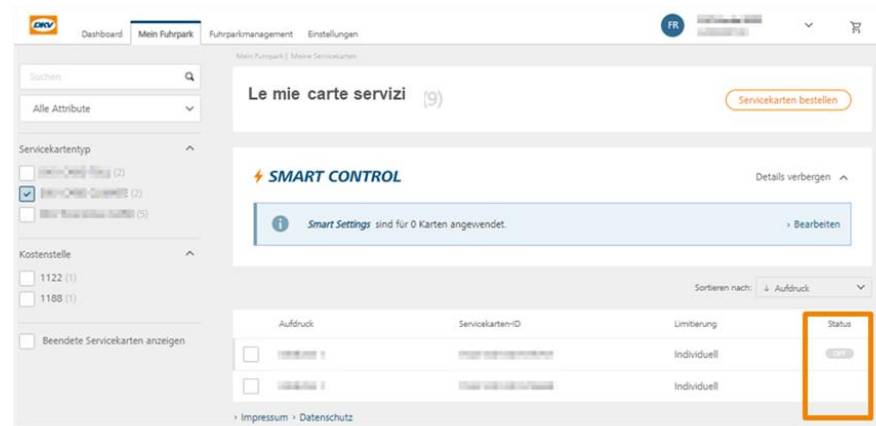 DKV
Dashboard Mein Fuhrpark Fuhrparkmanagement Einstellungen FR
Mein Fuhrpark | Meine Servicekarten
Suchen
Alle Attribute
Servicekartentyp
(2)
(2)
(5)
Kostenstelle
1122 (1)
1188 (1)
Beendete Servicekarten anzeigen
Le mie carte servizi (9)
Servicekarten bestellen
SMART CONTROL
Details verbergen
Smart Settings sind für 0 Karten angewendet.
› Bearbeiten
Sortieren nach: ↓ Aufdruck
Aufdruck Servicekarten-ID Limitierung Status
Individuell OFF
Individuell
› Impressum › Datenschutz